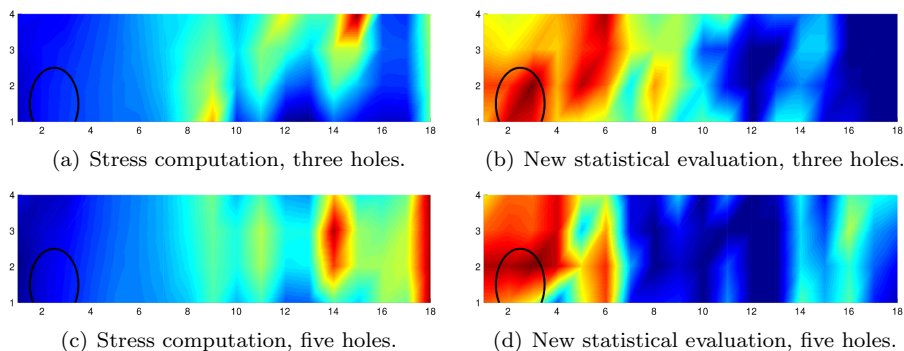 4
3
2
1
2 4 6 8 10 12 14 16 18
(a) Stress computation, three holes.
4
3
2
1
2 4 6 8 10 12 14 16 18
(b) New statistical evaluation, three holes.
4
3
2
1
2 4 6 8 10 12 14 16 18
(c) Stress computation, five holes.
4
3
2
1
2 4 6 8 10 12 14 16 18
(d) New statistical evaluation, five holes.